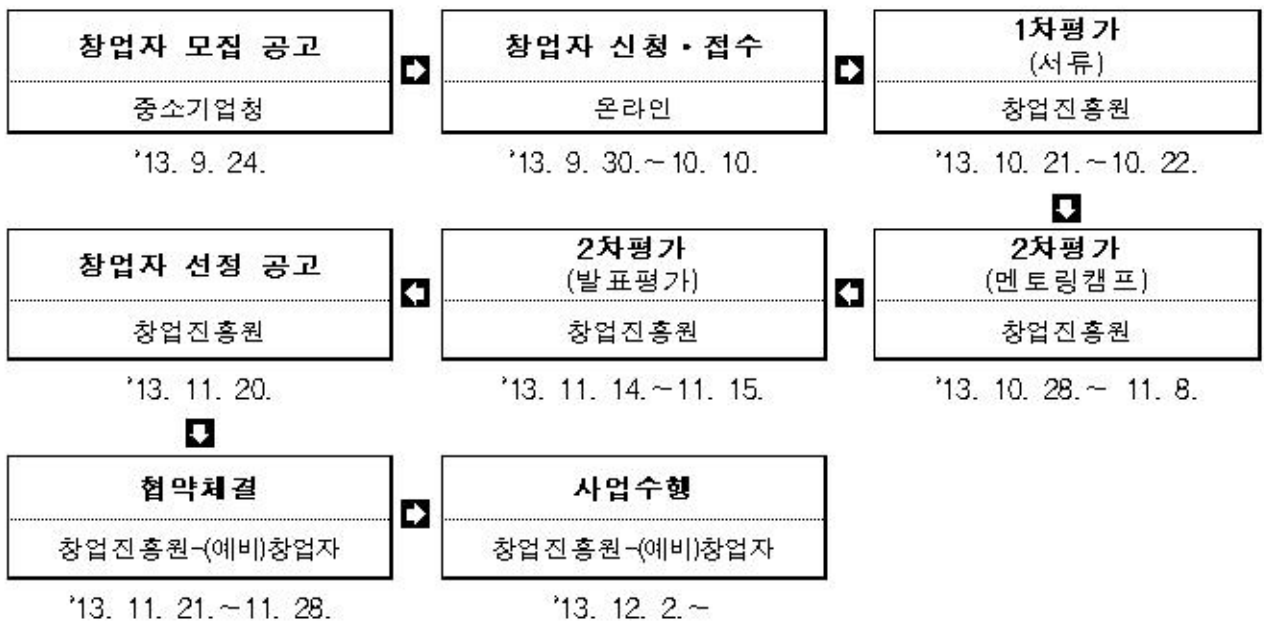 창업자 모집 공고
중소기업청
'13. 9. 24.
창업자 신청·접수
온라인
'13. 9. 30.~10. 10.
1차평가
(서류)
창업진흥원
'13. 10. 21.~10. 22.
2차평가
(멘토링캠프)
창업진흥원
'13. 10. 28.~ 11. 8.
2차평가
(발표평가)
창업진흥원
'13. 11. 14.~11. 15.
창업자 선정 공고
창업진흥원
'13. 11. 20.
협약체결
창업진흥원-(예비)창업자
'13. 11. 21.~11. 28.
사업수행
창업진흥원-(예비)창업자
'13. 12. 2.~